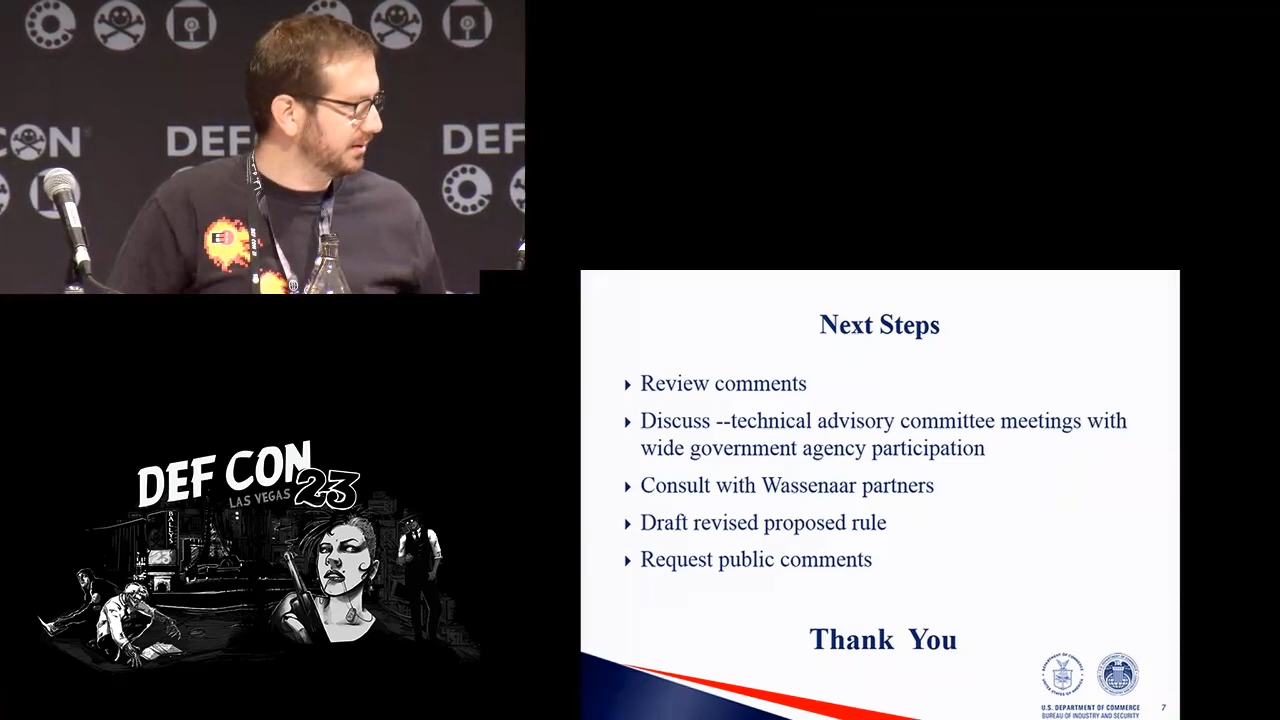 CON
DEF
DEF
Next Steps
Review comments
Discuss --technical advisory committee meetings with
wide government agency participation
Consult with Wassenaar partners
Draft revised proposed rule
Request public comments
Thank You
U.S. DEPARTMENT OF COMMERCE
BUREAU OF INDUSTRY AND SECURITY
7
DEF CON
LAS VEGAS 23
BALLY'S